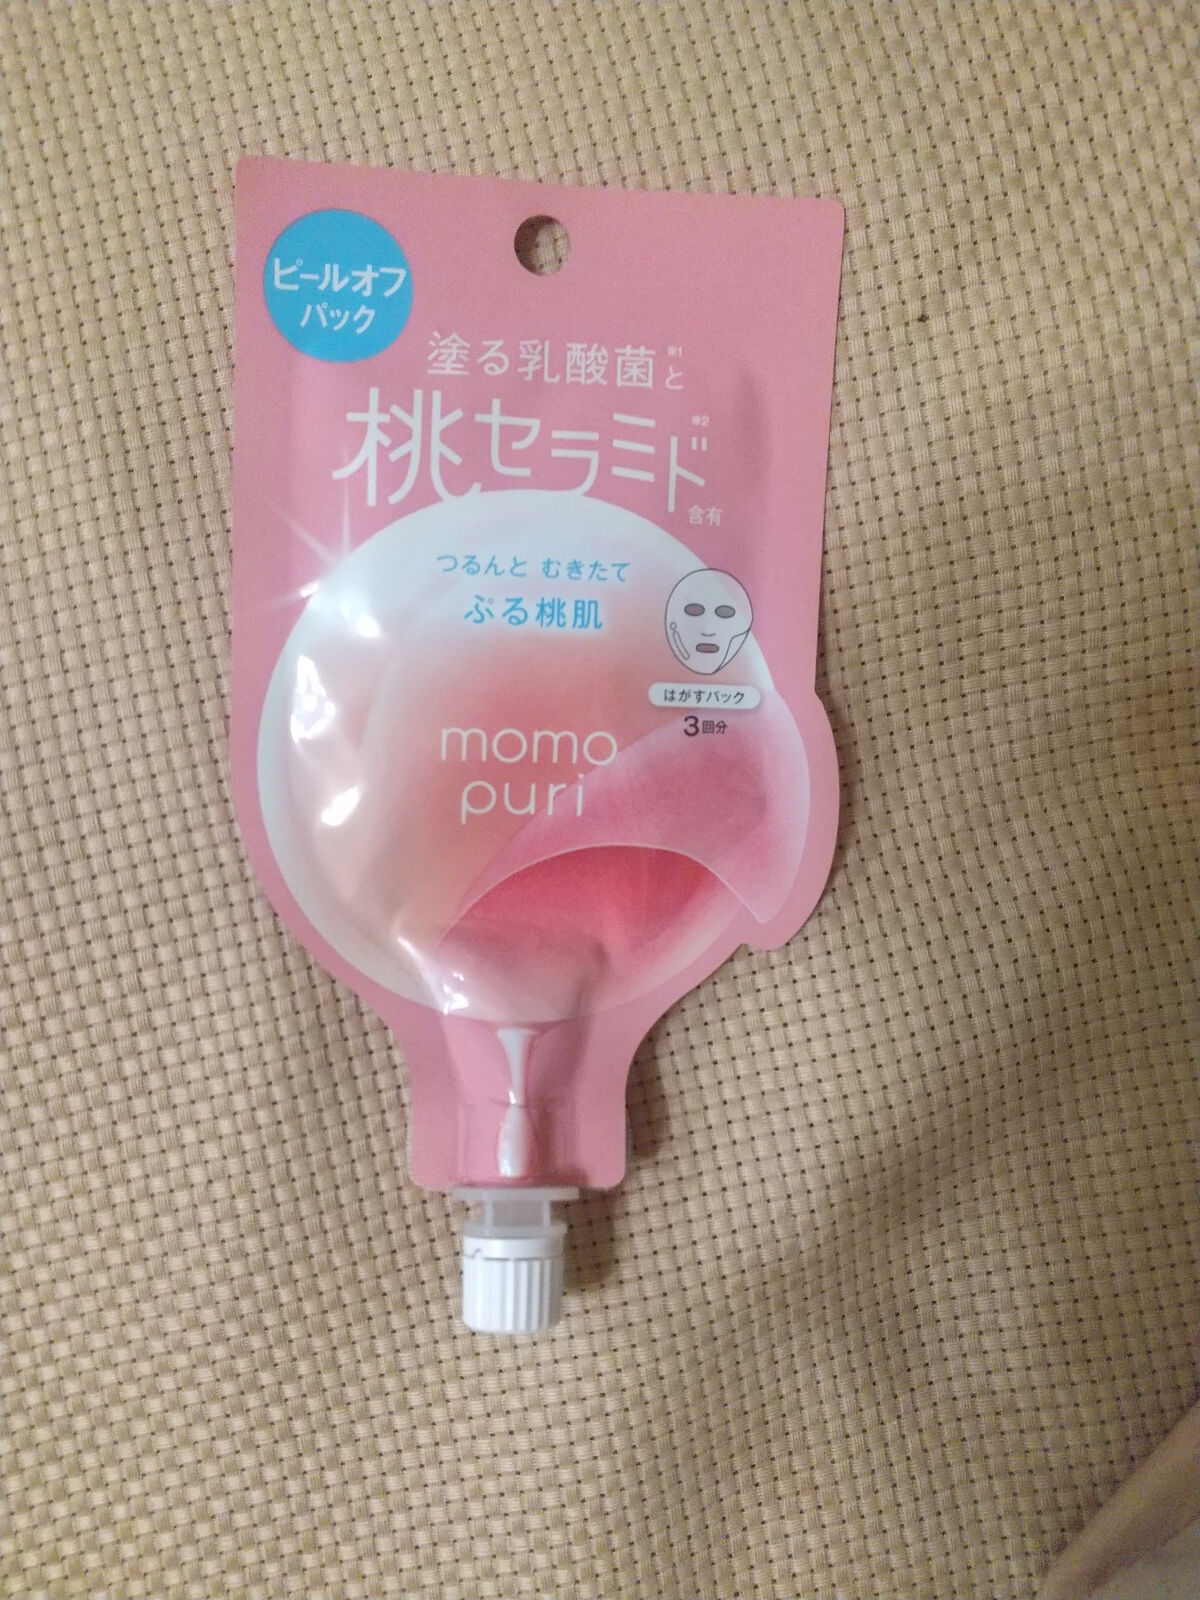 ピールオフ
パック
塗る乳酸菌※1と
桃セラミド※2
含有
つるんと むきたて
ぷる桃肌
はがすパック
3回分
momo
puri